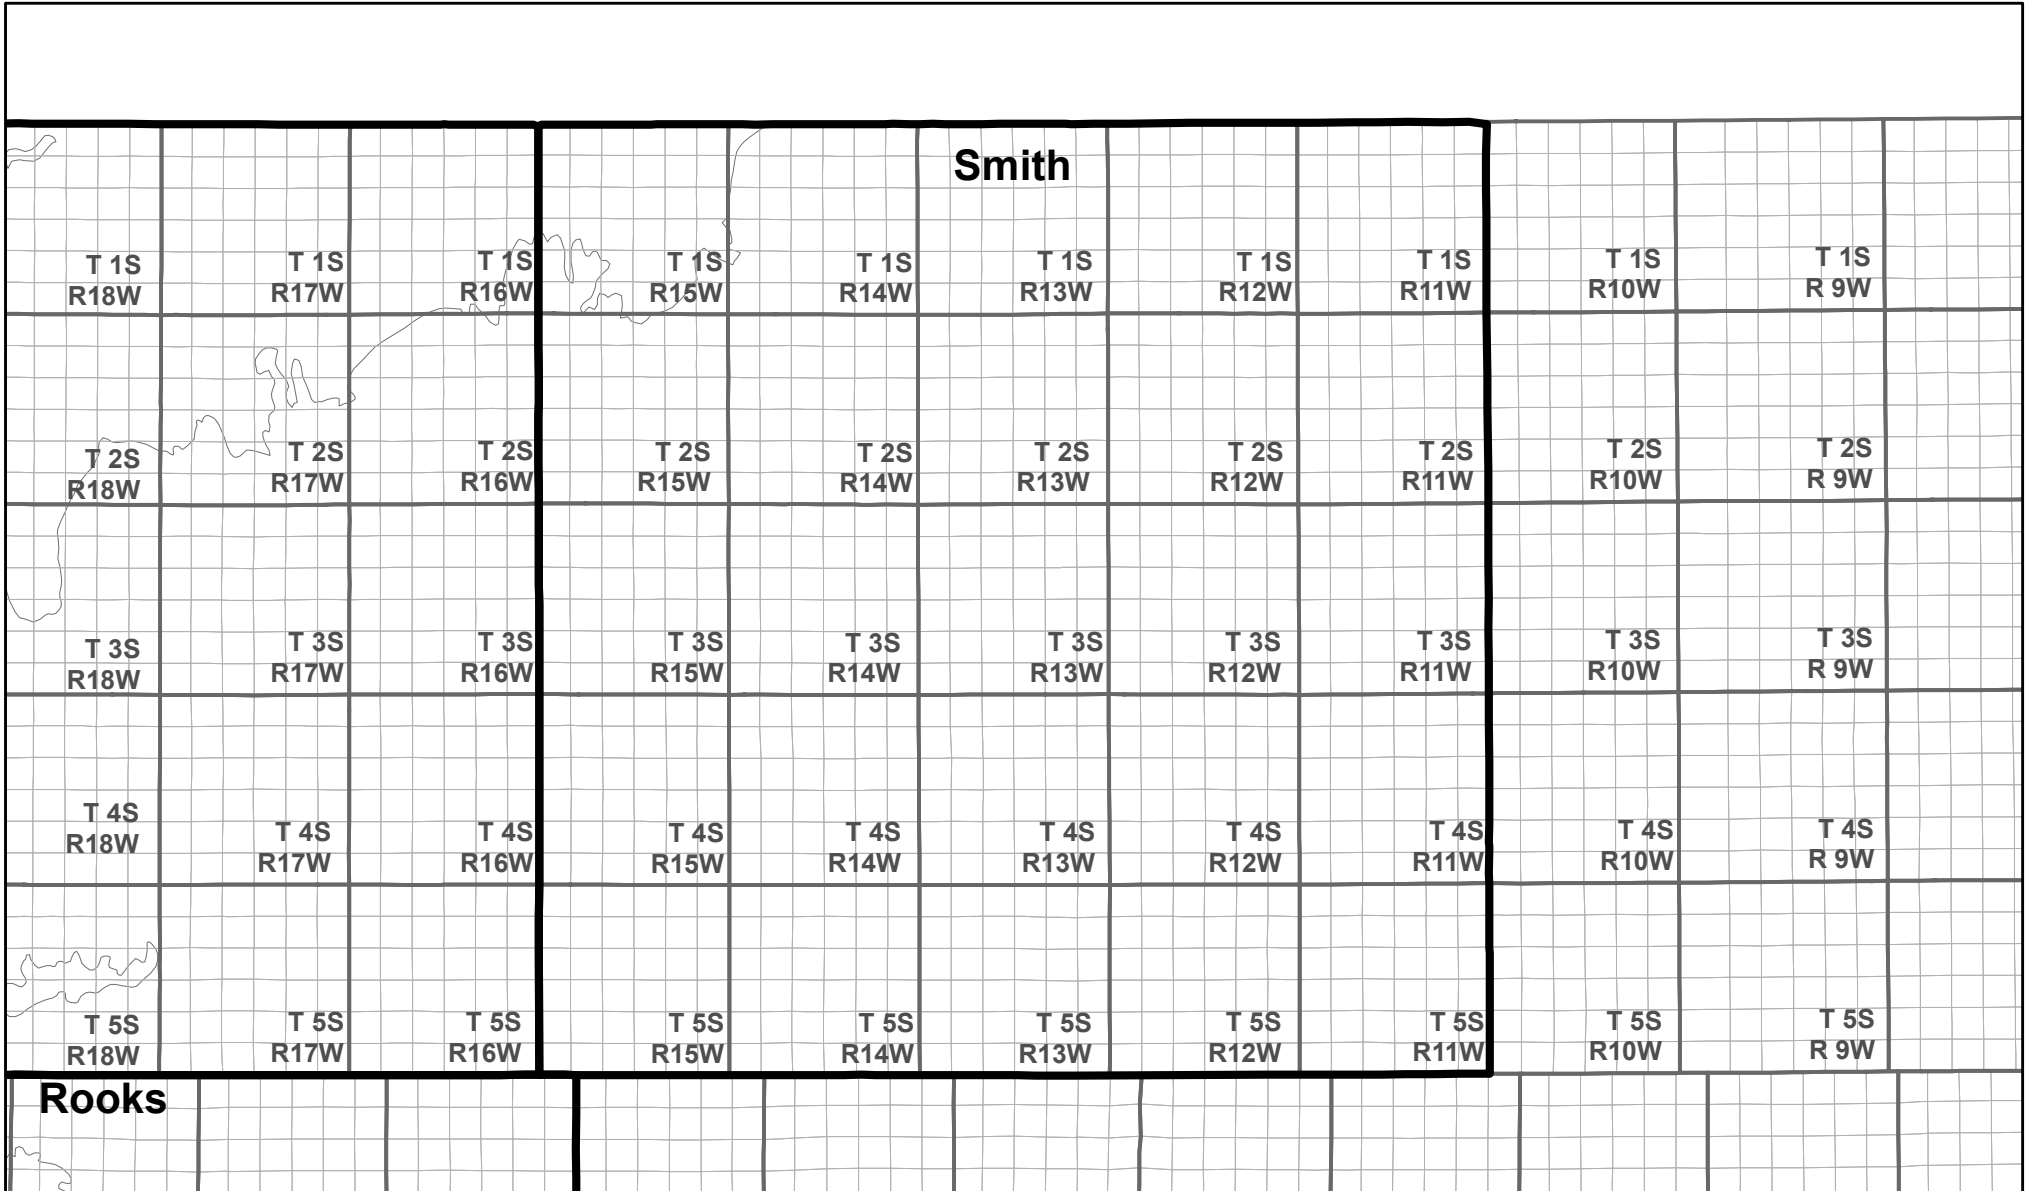 Smith
T 1S
R18W
T 1S
R17W
T 1S
R16W
T 1S
R15W
T 1S
R14W
T 1S
R13W
T 1S
R12W
T 1S
R11W
T 1S
R10W
T 1S
R 9W
T 2S
R18W
T 2S
R17W
T 2S
R16W
T 2S
R15W
T 2S
R14W
T 2S
R13W
T 2S
R12W
T 2S
R11W
T 2S
R10W
T 2S
R 9W
T 3S
R18W
T 3S
R17W
T 3S
R16W
T 3S
R15W
T 3S
R14W
T 3S
R13W
T 3S
R12W
T 3S
R11W
T 3S
R10W
T 3S
R 9W
T 4S
R18W
T 4S
R17W
T 4S
R16W
T 4S
R15W
T 4S
R14W
T 4S
R13W
T 4S
R12W
T 4S
R11W
T 4S
R10W
T 4S
R 9W
T 5S
R18W
T 5S
R17W
T 5S
R16W
T 5S
R15W
T 5S
R14W
T 5S
R13W
T 5S
R12W
T 5S
R11W
T 5S
R10W
T 5S
R 9W
Rooks